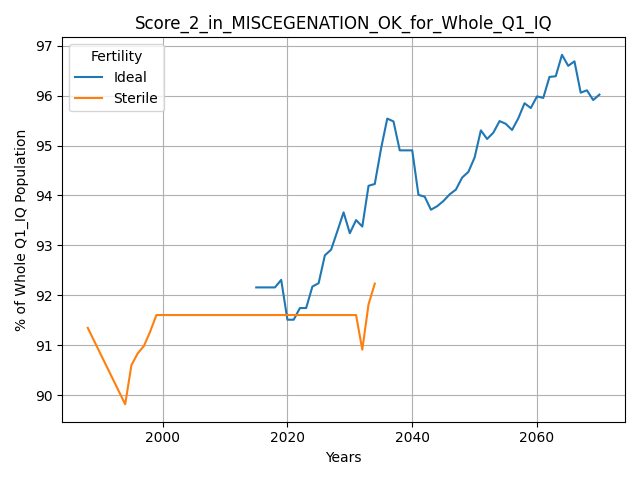 Score_2_in_MISCEGENATION_OK_for_Whole_Q1_IQ
% of Whole Q1_IQ Population
97
96
95
94
93
92
91
90
Fertility
Ideal
Sterile
2000
2020
2040
2060
Years